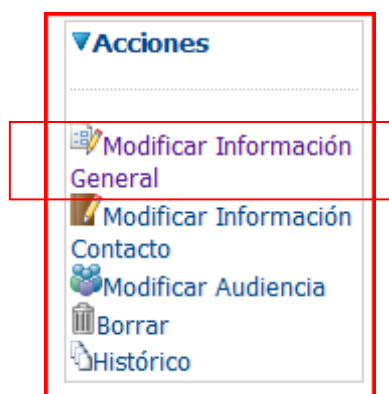 Acciones
Modificar Información
General
Modificar Información
Contacto
Modificar Audiencia
Borrar
Histórico